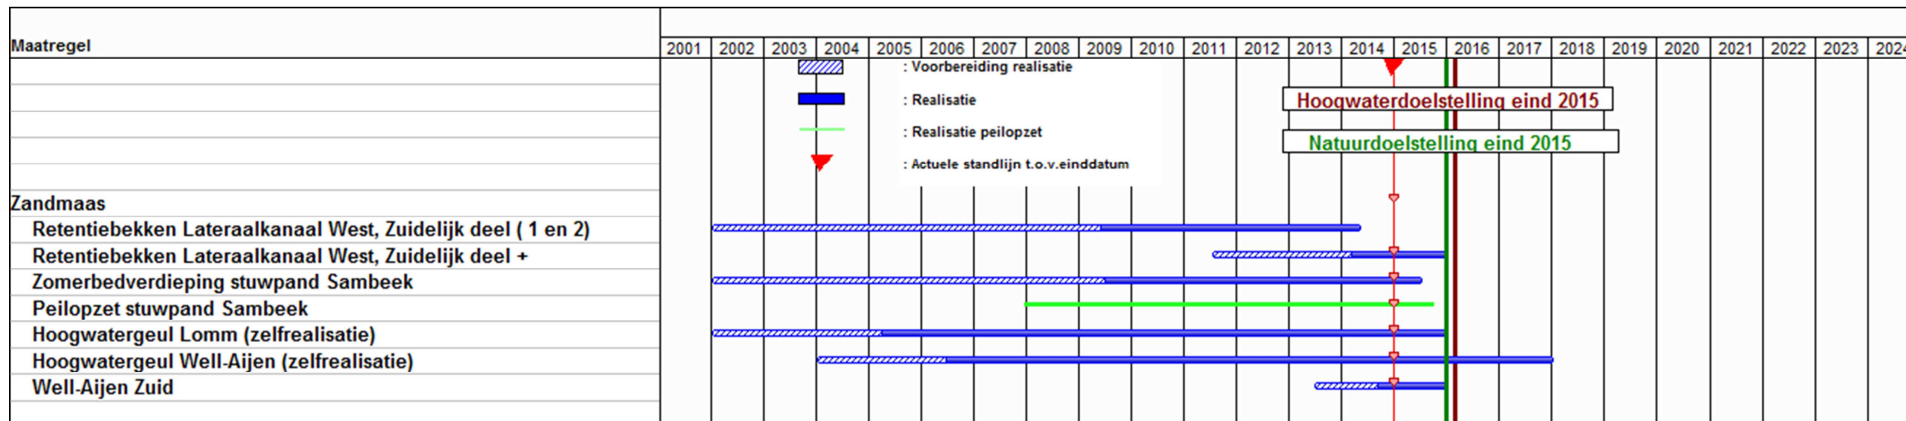 Maatregel
2001 2002 2003 2004 2005 2006 2007 2008 2009 2010 2011 2012 2013 2014 2015 2016 2017 2018 2019 2020 2021 2022 2023 2024
: Voorbereiding realisatie
: Realisatie
Hoogwaterdoelstelling eind 2015
: Realisatie peilopzet
Natuurdoelstelling eind 2015
: Actuele standlijn t.o.v.einddatum
Zandmaas
Retentiebekken Lateraalkanaal West, Zuidelijk deel ( 1 en 2)
Retentiebekken Lateraalkanaal West, Zuidelijk deel +
Zomerbedverdieping stuwpand Sambeek
Peilopzet stuwpand Sambeek
Hoogwatergeul Lomm (zelfrealisatie)
Hoogwatergeul Well-Aijen (zelfrealisatie)
Well-Aijen Zuid